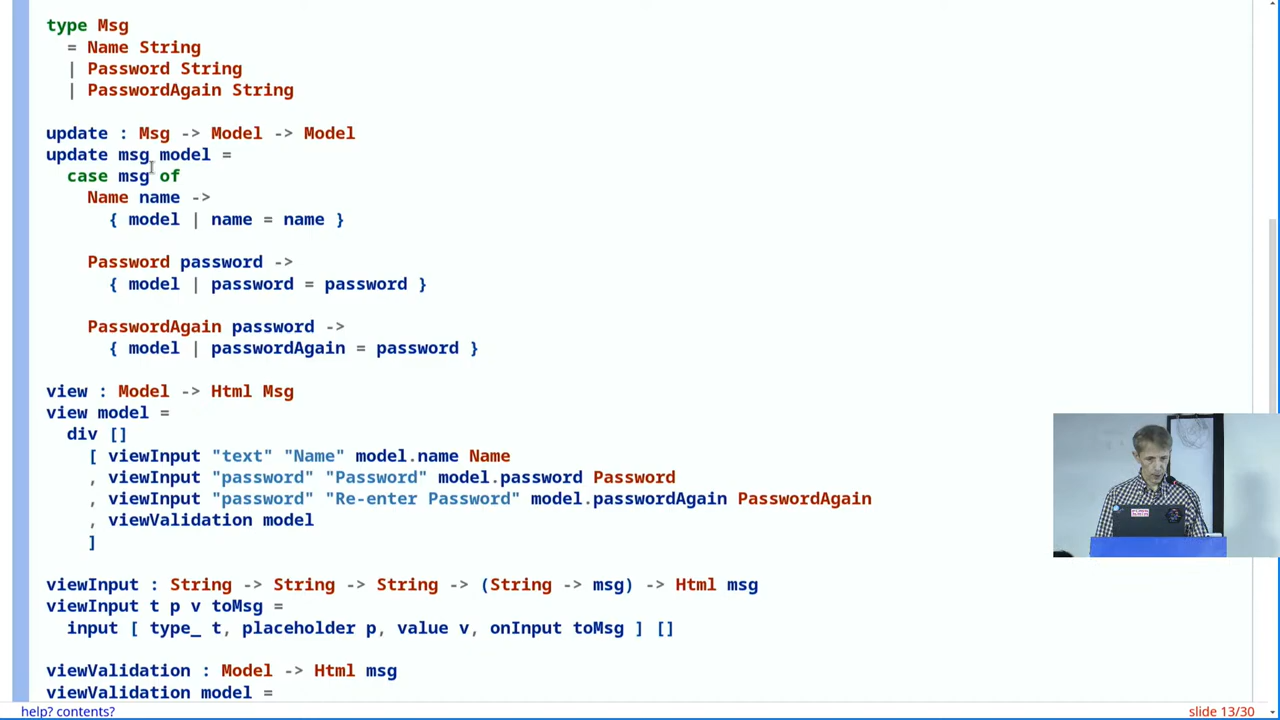 type Msg
  = Name String
  | Password String
  | PasswordAgain String

update : Msg -> Model -> Model
update msg model =
  case msg of
    Name name ->
      { model | name = name }

    Password password ->
      { model | password = password }

    PasswordAgain password ->
      { model | passwordAgain = password }

view : Model -> Html Msg
view model =
  div []
    [ viewInput "text" "Name" model.name Name
    , viewInput "password" "Password" model.password Password
    , viewInput "password" "Re-enter Password" model.passwordAgain PasswordAgain
    , viewValidation model
    ]

viewInput : String -> String -> String -> (String -> msg) -> Html msg
viewInput t p v toMsg =
  input [ type_ t, placeholder p, value v, onInput toMsg ] []

viewValidation : Model -> Html msg
viewValidation model =
help? contents?
slide 13/30